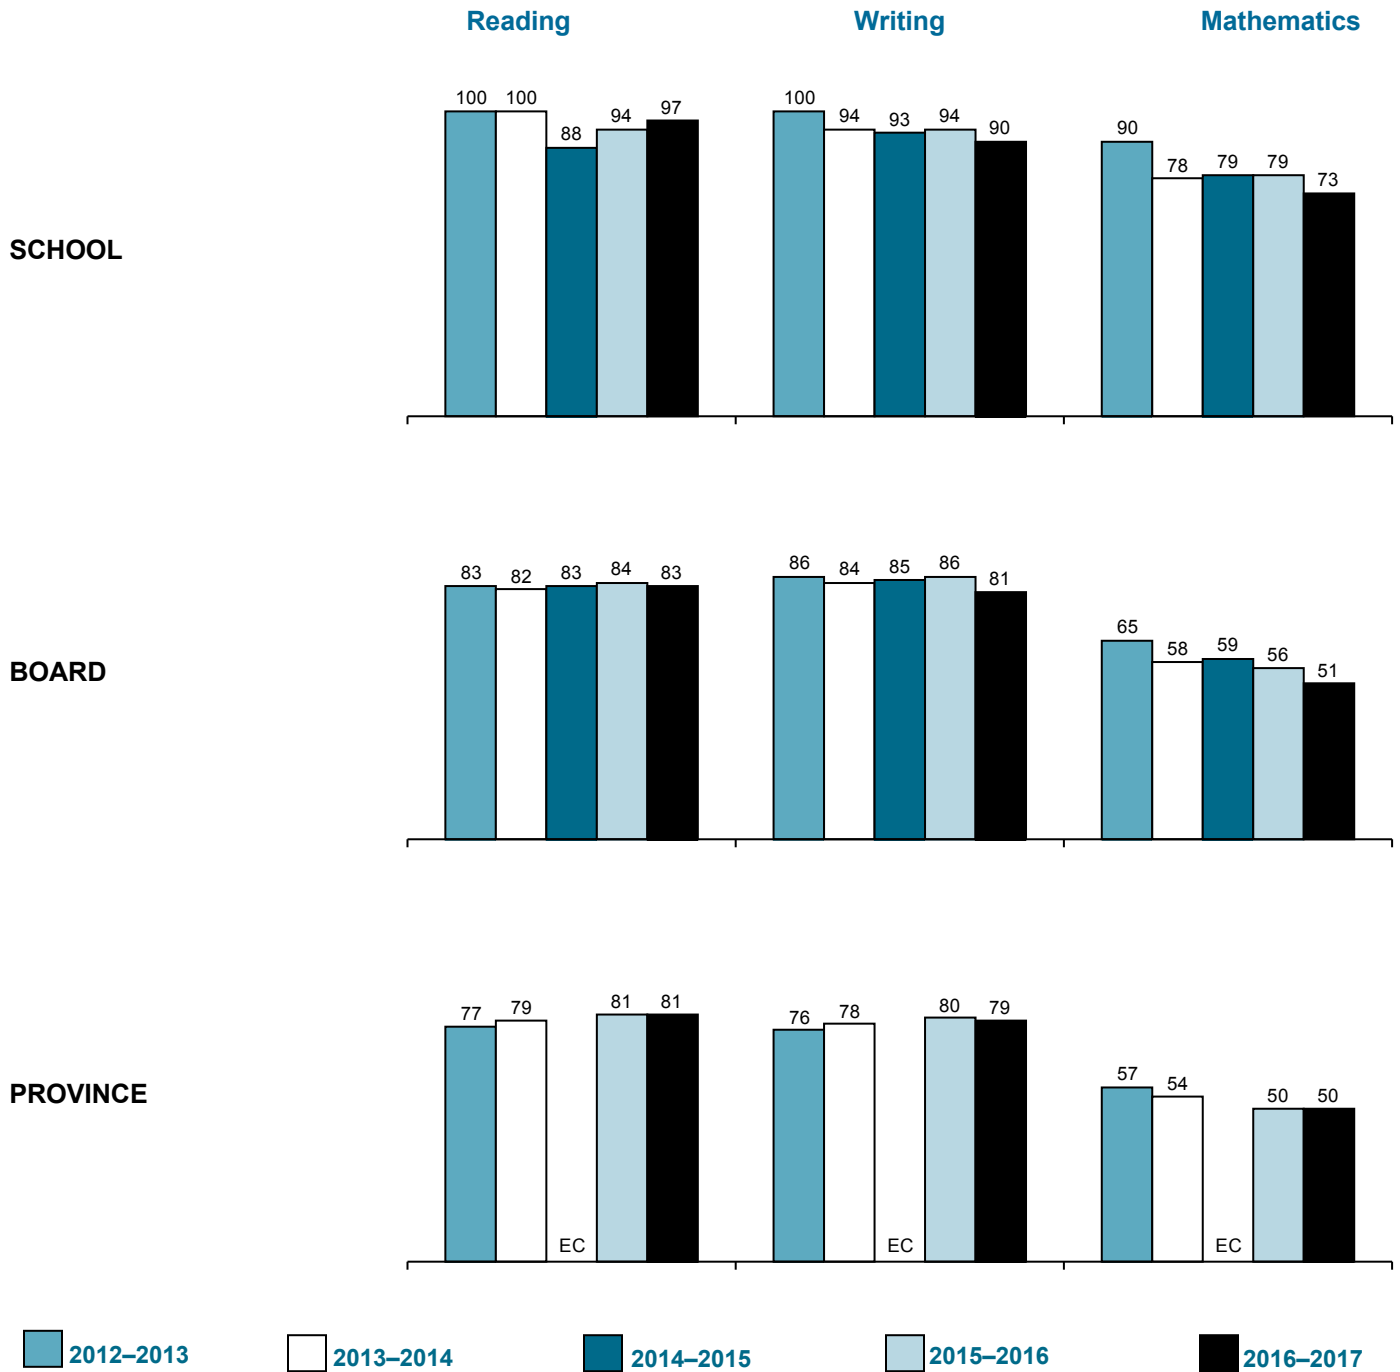 Reading Writing Mathematics
SCHOOL
100 100 88 94 97
100 94 93 94 90
90 78 79 79 73
BOARD
83 82 83 84 83
86 84 85 86 81
65 58 59 56 51
PROVINCE
77 79 EC 81 81
76 78 EC 80 79
57 54 EC 50 50
2012–2013 2013–2014 2014–2015 2015–2016 2016–2017